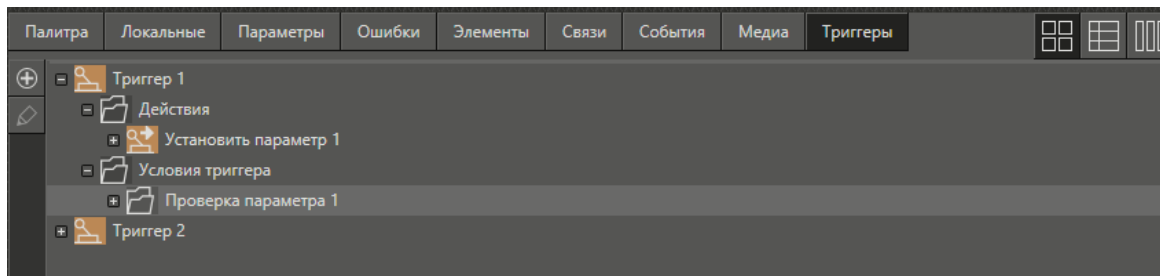 Палитра Локальные Параметры Ошибки Элементы Связи События Медиа Триггеры
Триггер 1
Действия
Установить параметр 1
Условия триггера
Проверка параметра 1
Триггер 2